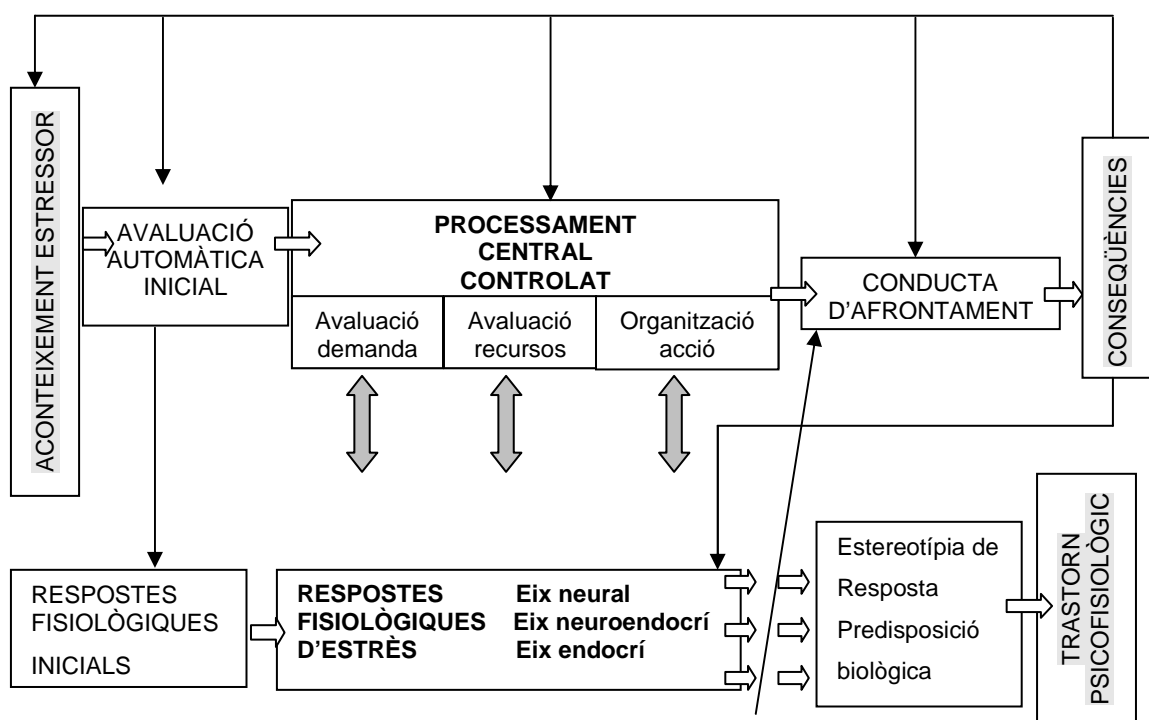 ACONTEIXEMENT ESTRESSOR
AVALUACIÓ
AUTOMÀTICA
INICIAL
PROCESSAMENT
CENTRAL
CONTROLAT
Avaluació
demanda
Avaluació
recursos
Organització
acció
CONDUCTA
D'AFRONTAMENT
CONSEQÜÈNCIES
RESPOSTES
FISIOLÒGIQUES
INICIALS
RESPOSTES
FISIOLÒGIQUES
D'ESTRÈS
Eix neural
Eix neuroendocrí
Eix endocrí
Estereotípia de
Resposta
Predisposició
biològica
TRASTORN
PSICOFISIOLÒGIC